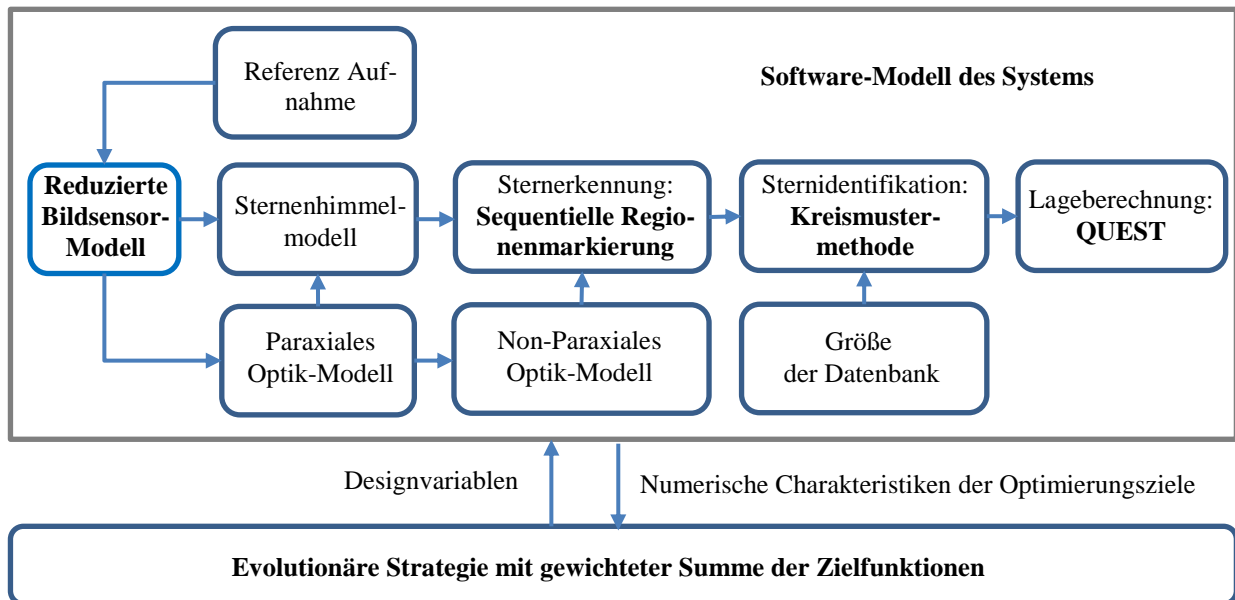 Referenz Auf-
nahme
Software-Modell des Systems
Reduzierte
Bildsensor-
Modell
Sternenhimmel-
modell
Sternerkennung:
Sequentielle Regio-
nenmarkierung
Sternidentifikation:
Kreismuster-
methode
Lageberechnung:
QUEST
Paraxiales
Optik-Modell
Non-Paraxiales
Optik-Modell
Größe
der Datenbank
Designvariablen
Numerische Charakteristiken der Optimierungsziele
Evolutionäre Strategie mit gewichteter Summe der Zielfunktionen